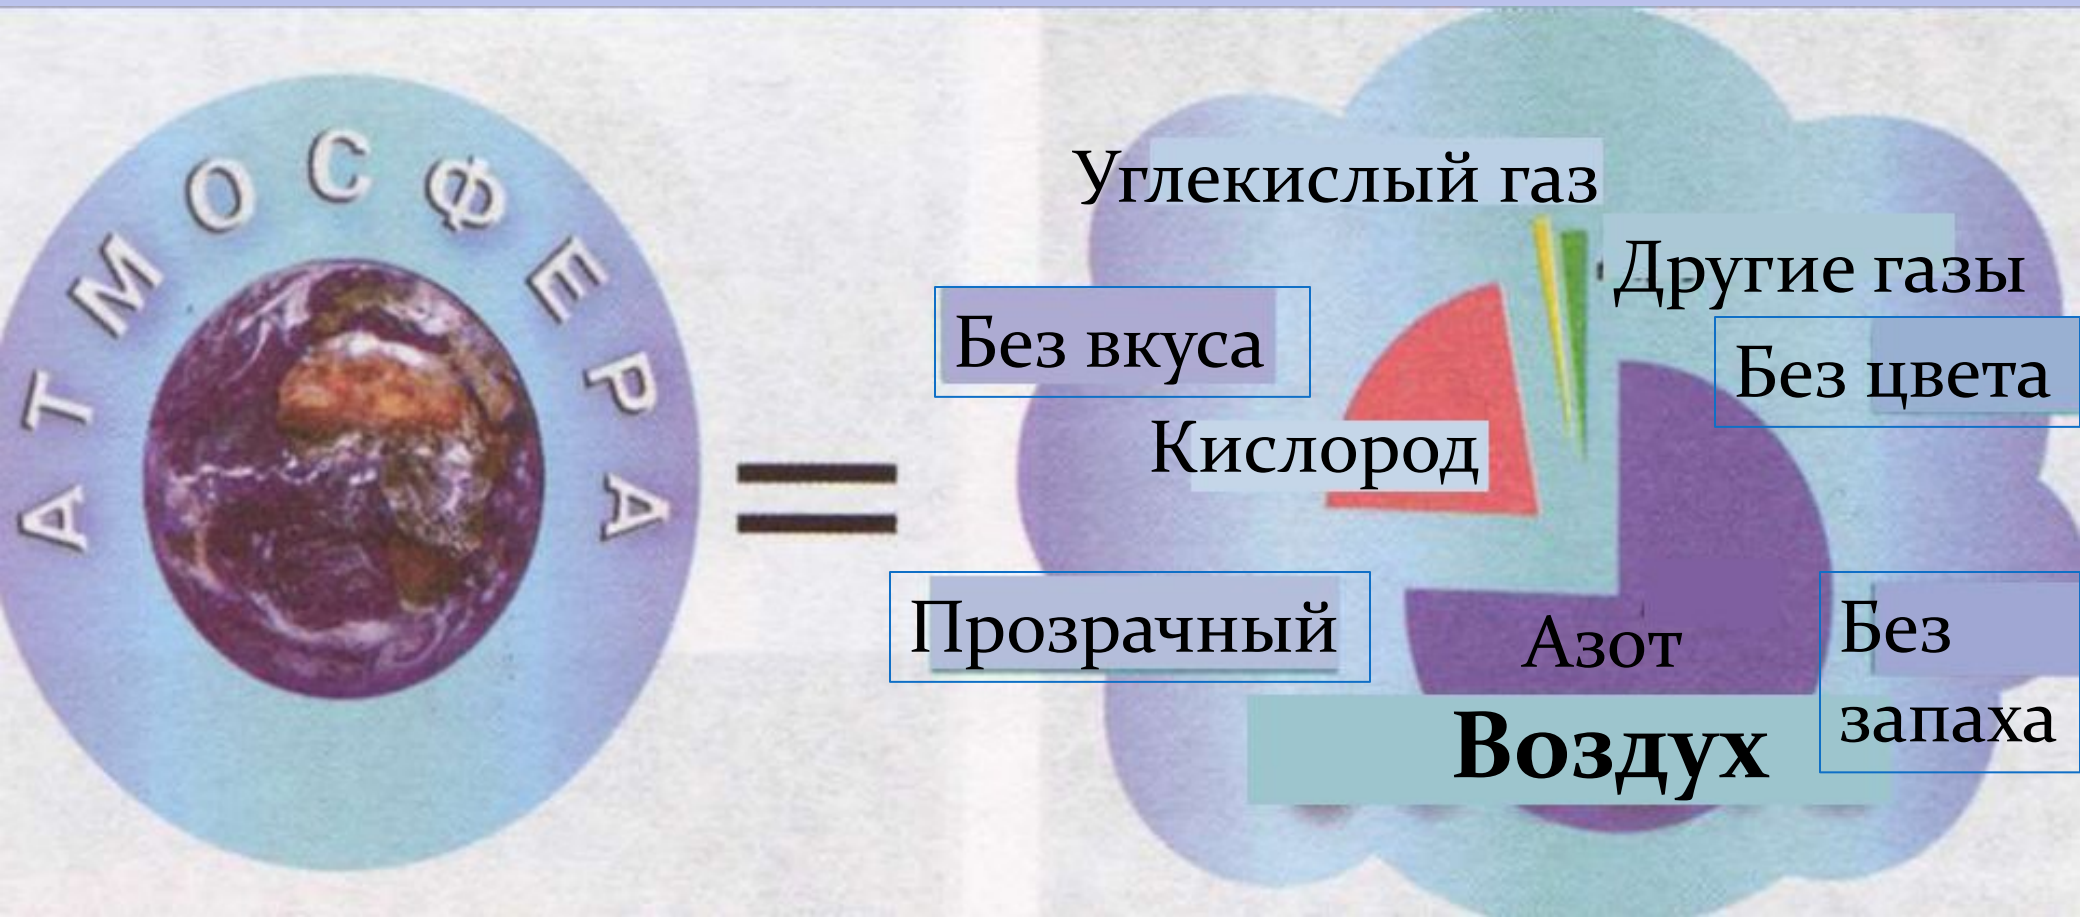 АТМОСФЕРА
=
Углекислый газ
Другие газы
Без вкуса
Без цвета
Кислород
Прозрачный
Азот
Без
запаха
Воздух